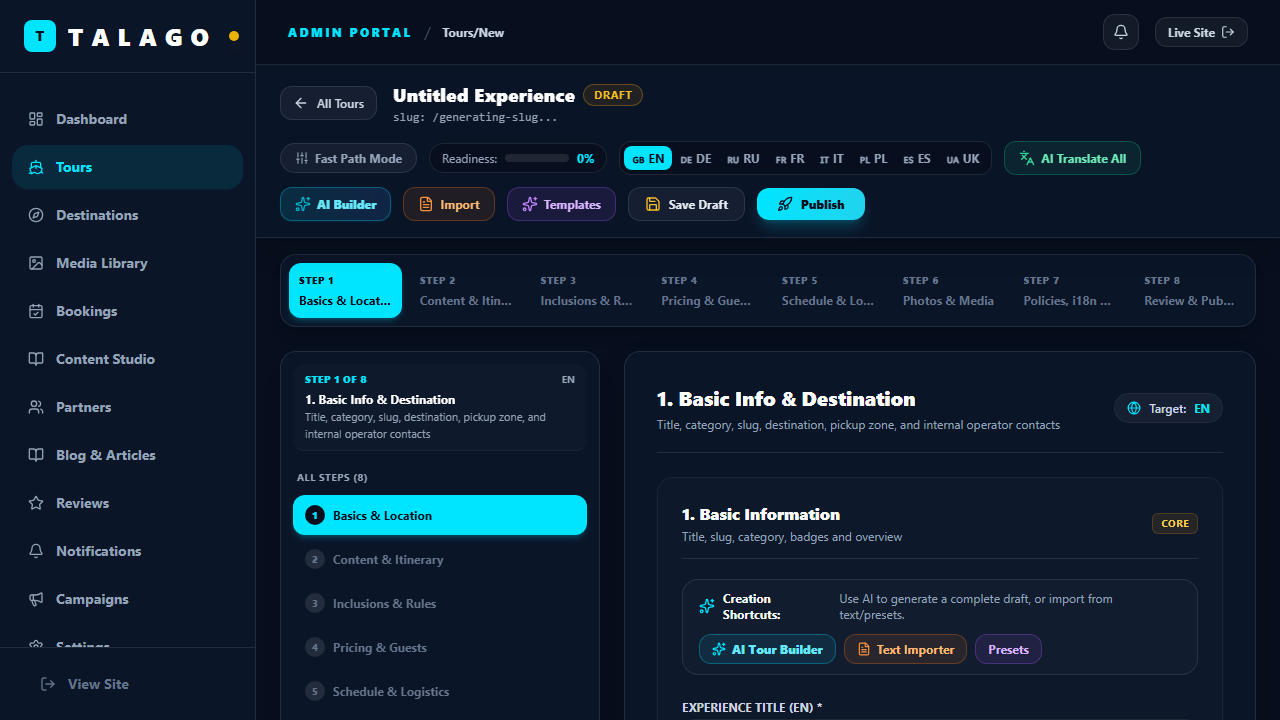 T TALAGO
ADMIN PORTAL / Tours/New
Live Site
Dashboard
Tours
Destinations
Media Library
Bookings
Content Studio
Partners
Blog & Articles
Reviews
Notifications
Campaigns
Settings
View Site
All Tours
Untitled Experience DRAFT
slug: /generating-slug...
Fast Path Mode
Readiness: 0%
GB EN DE DE RU RU FR FR IT IT PL PL ES ES UA UK
AI Translate All
AI Builder
Import
Templates
Save Draft
Publish
STEP 1
Basics & Locat...
STEP 2
Content & Itin...
STEP 3
Inclusions & R...
STEP 4
Pricing & Gue...
STEP 5
Schedule & Lo...
STEP 6
Photos & Media
STEP 7
Policies, i18n ...
STEP 8
Review & Pub...
STEP 1 OF 8 EN
1. Basic Info & Destination
Title, category, slug, destination, pickup zone, and
internal operator contacts
ALL STEPS (8)
1 Basics & Location
2 Content & Itinerary
3 Inclusions & Rules
4 Pricing & Guests
5 Schedule & Logistics
1. Basic Info & Destination
Title, category, slug, destination, pickup zone, and internal operator contacts
Target: EN
1. Basic Information
Title, slug, category, badges and overview
CORE
Creation
Shortcuts:
Use AI to generate a complete draft, or import from
text/presets.
AI Tour Builder
Text Importer
Presets
EXPERIENCE TITLE (EN) *